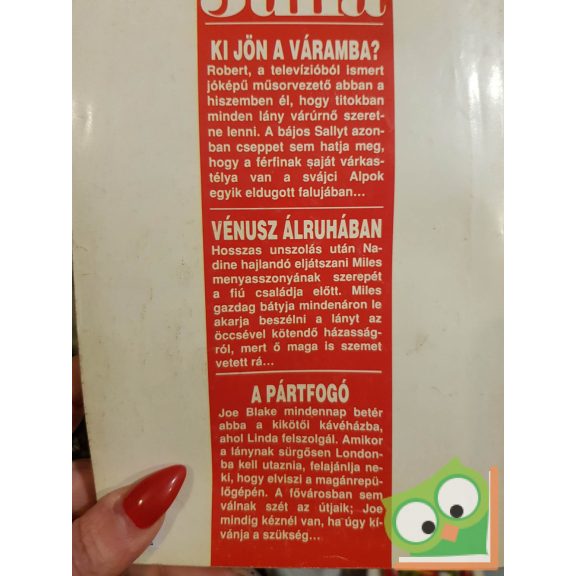 Júlia
KI JÖN A VÁRAMBA?
Robert, a televízióból ismert
jóképű műsorvezető abban a
hiszemben él, hogy titokban
minden lány várúrnő szeret-
ne lenni. A bájos Sallyt azon-
ban cseppet sem hatja meg,
hogy a férfinak saját várkas-
télya van a svájci Alpok
egyik eldugott falujában...
VÉNUSZ ÁLRUHÁBAN
Hosszas unszolás után Na-
dine hajlandó eljátszani Miles
menyasszonyának szerepét
a fiú családja előtt. Miles
gazdag bátyja mindenáron le
akarja beszélni a lányt az
öccsével kötendő házasság-
ról, mert ő maga is szemet
vetett rá...
A PÁRTFOGÓ
Joe Blake mindennap betér
abba a kikötői kávéházba,
ahol Linda felszolgál. Amikor
a lánynak sürgősen London-
ba kell utaznia, felajánlja ne-
ki, hogy elviszi a magánrepü-
lőgépén. A fővárosban sem
válnak szét az útjaik; Joe
mindig kéznél van, ha úgy kí-
vánja a szükség...